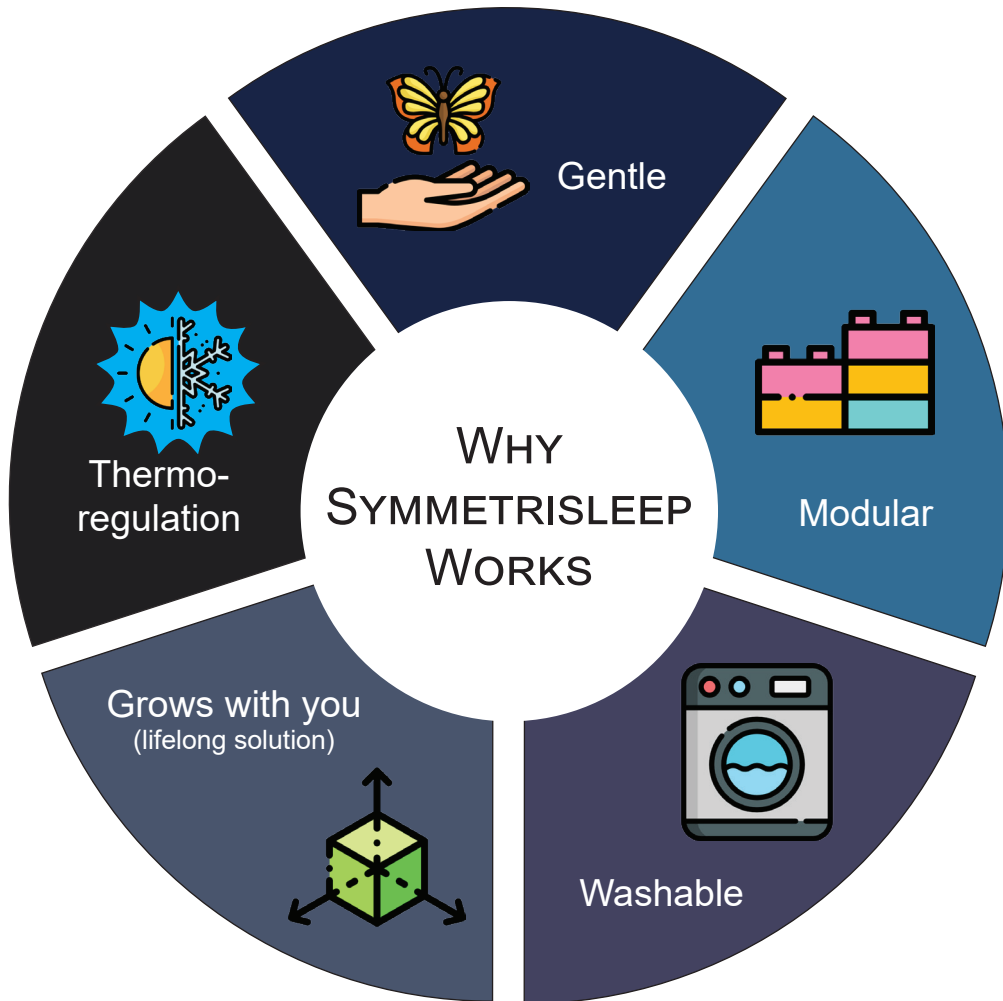 Why
Symmetrisleep
Works
Gentle
Modular
Washable
Grows with you
(lifelong solution)
Thermo-
regulation